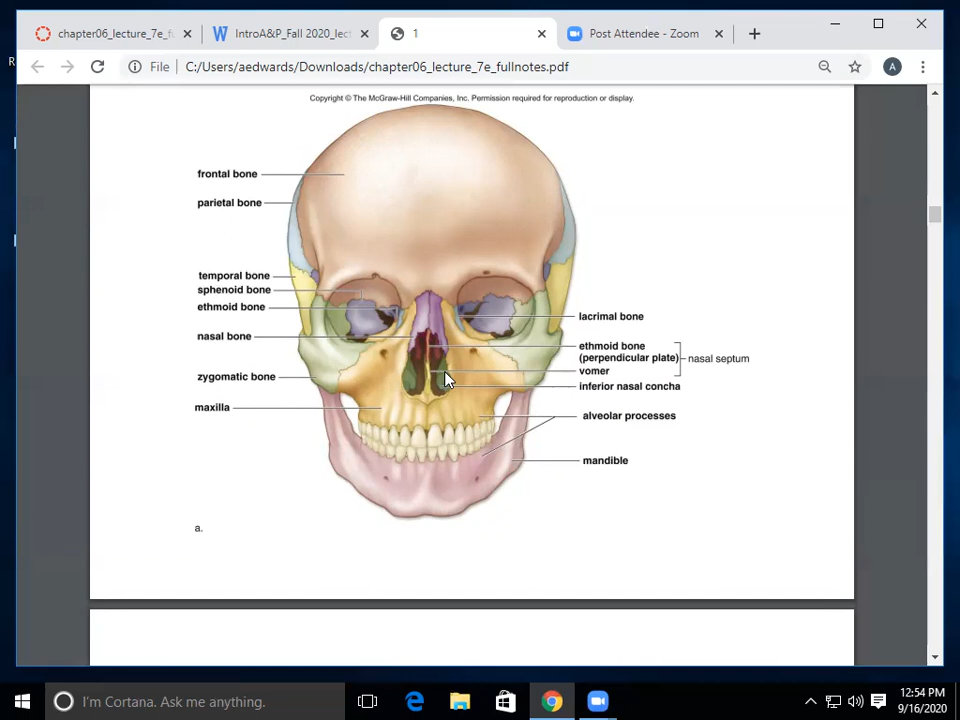 chapter06_lecture_7e_fu
IntroA&P_Fall 2020_lect
1
Post Attendee - Zoom
File
C:/Users/aedwards/Downloads/chapter06_lecture_7e_fullnotes.pdf
A
R
Copyright © The McGraw-Hill Companies, Inc. Permission required for reproduction or display.
frontal bone
parietal bone
temporal bone
sphenoid bone
ethmoid bone
nasal bone
zygomatic bone
maxilla
lacrimal bone
ethmoid bone
(perpendicular plate)
nasal septum
vomer
inferior nasal concha
alveolar processes
mandible
a.
I'm Cortana. Ask me anything.
12:54 PM
9/16/2020